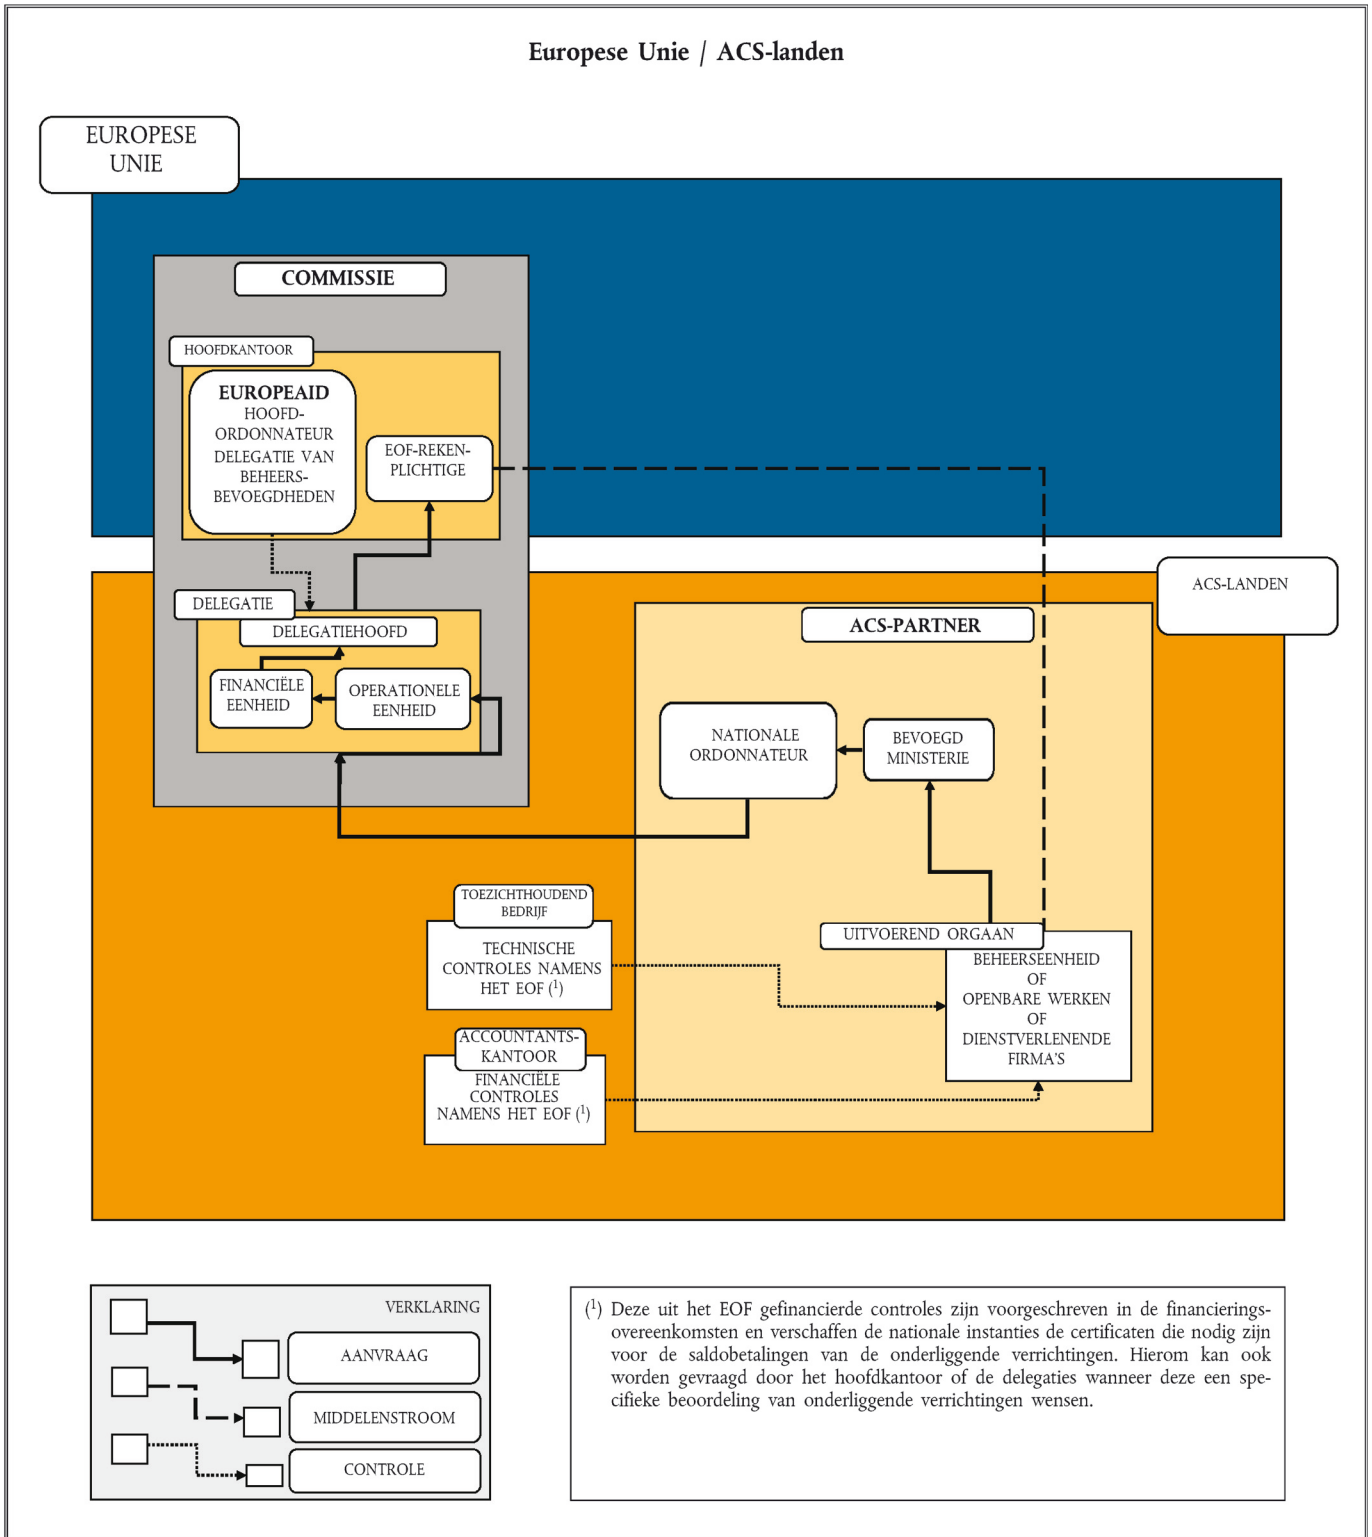 Europese Unie / ACS-landen
EUROPESE
UNIE
COMMISSIE
HOOFDKANTOOR
EUROPEAID
HOOFD-
ORDONNATEUR
DELEGATIE VAN
BEHEERS-
BEVOEGDHEDEN
EOF-REKEN-
PLICHTIGE
ACS-LANDEN
DELEGATIE
DELEGATIEHOOFD
FINANCIËLE
EENHEID
OPERATIONELE
EENHEID
ACS-PARTNER
NATIONALE
ORDONNATEUR
BEVOEGD
MINISTERIE
TOEZICHTHOUDEND
BEDRIJF
TECHNISCHE
CONTROLES NAMENS
HET EOF (¹)
UITVOEREND ORGAAN
BEHEERSEENHEID
OF
OPENBARE WERKEN
OF
DIENSTVERLENENDE
FIRMA'S
ACCOUNTANTS-
KANTOOR
FINANCIËLE
CONTROLES
NAMENS HET EOF (¹)
VERKLARING
AANVRAAG
MIDDELENSTROOM
CONTROLE
(¹) Deze uit het EOF gefinancierde controles zijn voorgeschreven in de financierings-
overeenkomsten en verschaffen de nationale instanties de certificaten die nodig zijn
voor de saldobetalingen van de onderliggende verrichtingen. Hierom kan ook
worden gevraagd door het hoofdkantoor of de delegaties wanneer deze een spe-
cifieke beoordeling van onderliggende verrichtingen wensen.